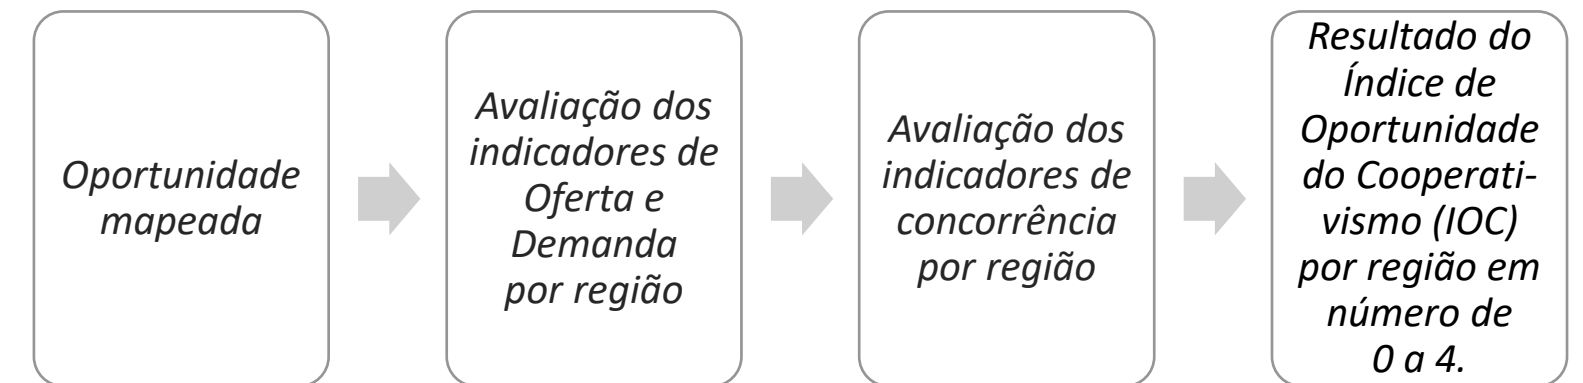 Oportunidade
mapeada
Avaliação dos
indicadores de
Oferta e
Demanda
por região
Avaliação dos
indicadores de
concorrência
por região
Resultado do
Índice de
Oportunidade
do Cooperati-
vismo (IOC)
por região em
número de
0 a 4.